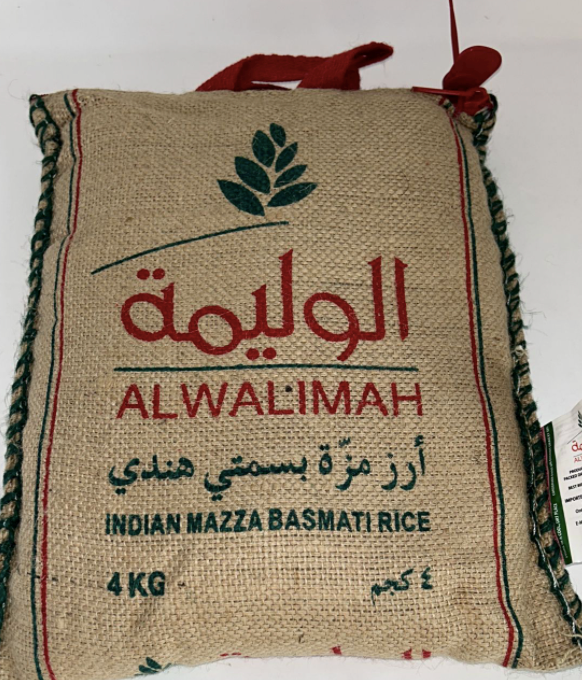 الوليمة
ALWALIMAH
أرز مزّة بسمتي هندي
INDIAN MAZZA BASMATI RICE
4 KG ٤ كجم